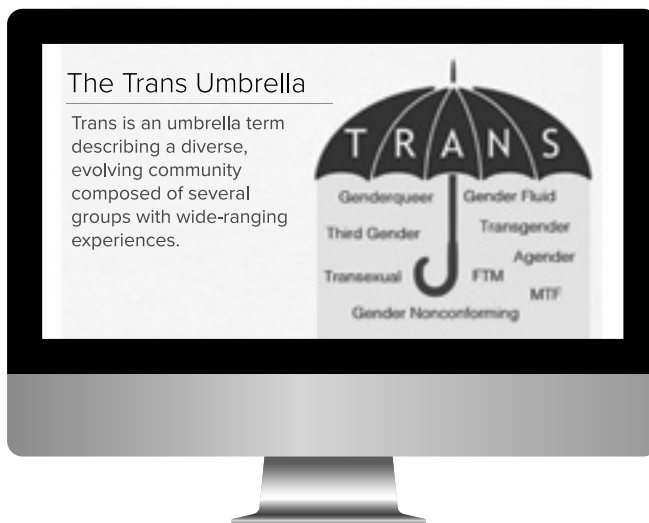 The Trans Umbrella
Trans is an umbrella term
describing a diverse,
evolving community
composed of several
groups with wide-ranging
experiences.
TRANS
Genderqueer Gender Fluid
Third Gender Transgender
Agender
Transexual FTM
MTF
Gender Nonconforming